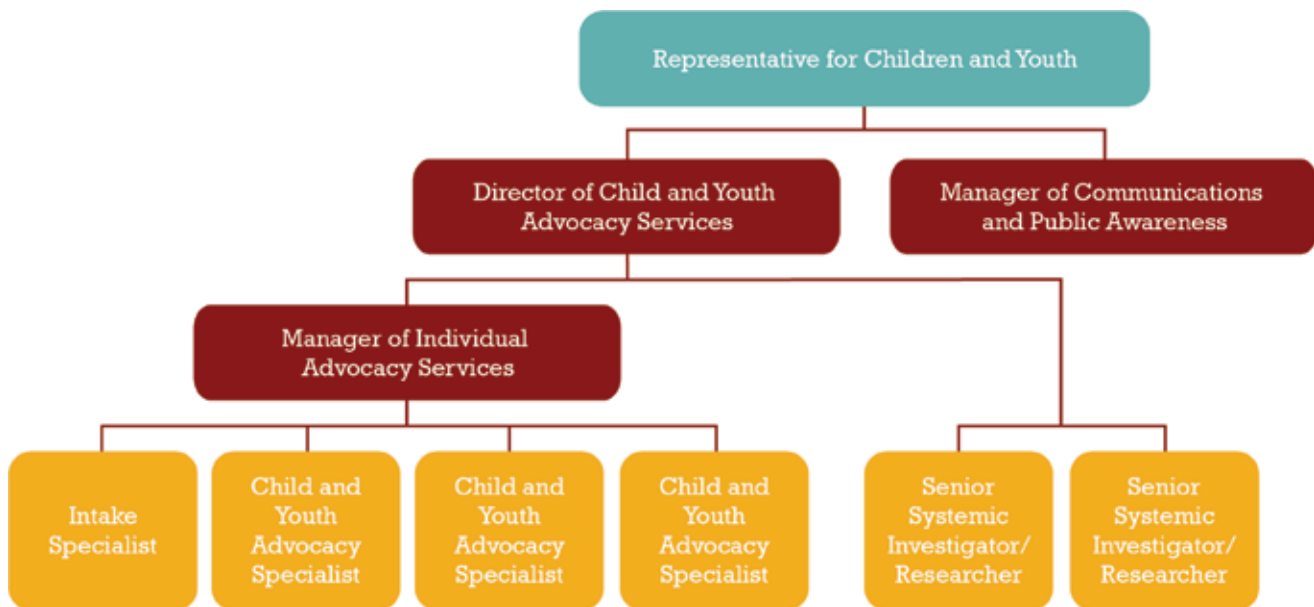 Representative for Children and Youth
Director of Child and Youth
Advocacy Services
Manager of Communications
and Public Awareness
Manager of Individual
Advocacy Services
Intake
Specialist
Child and
Youth
Advocacy
Specialist
Child and
Youth
Advocacy
Specialist
Child and
Youth
Advocacy
Specialist
Senior
Systemic
Investigator/
Researcher
Senior
Systemic
Investigator/
Researcher